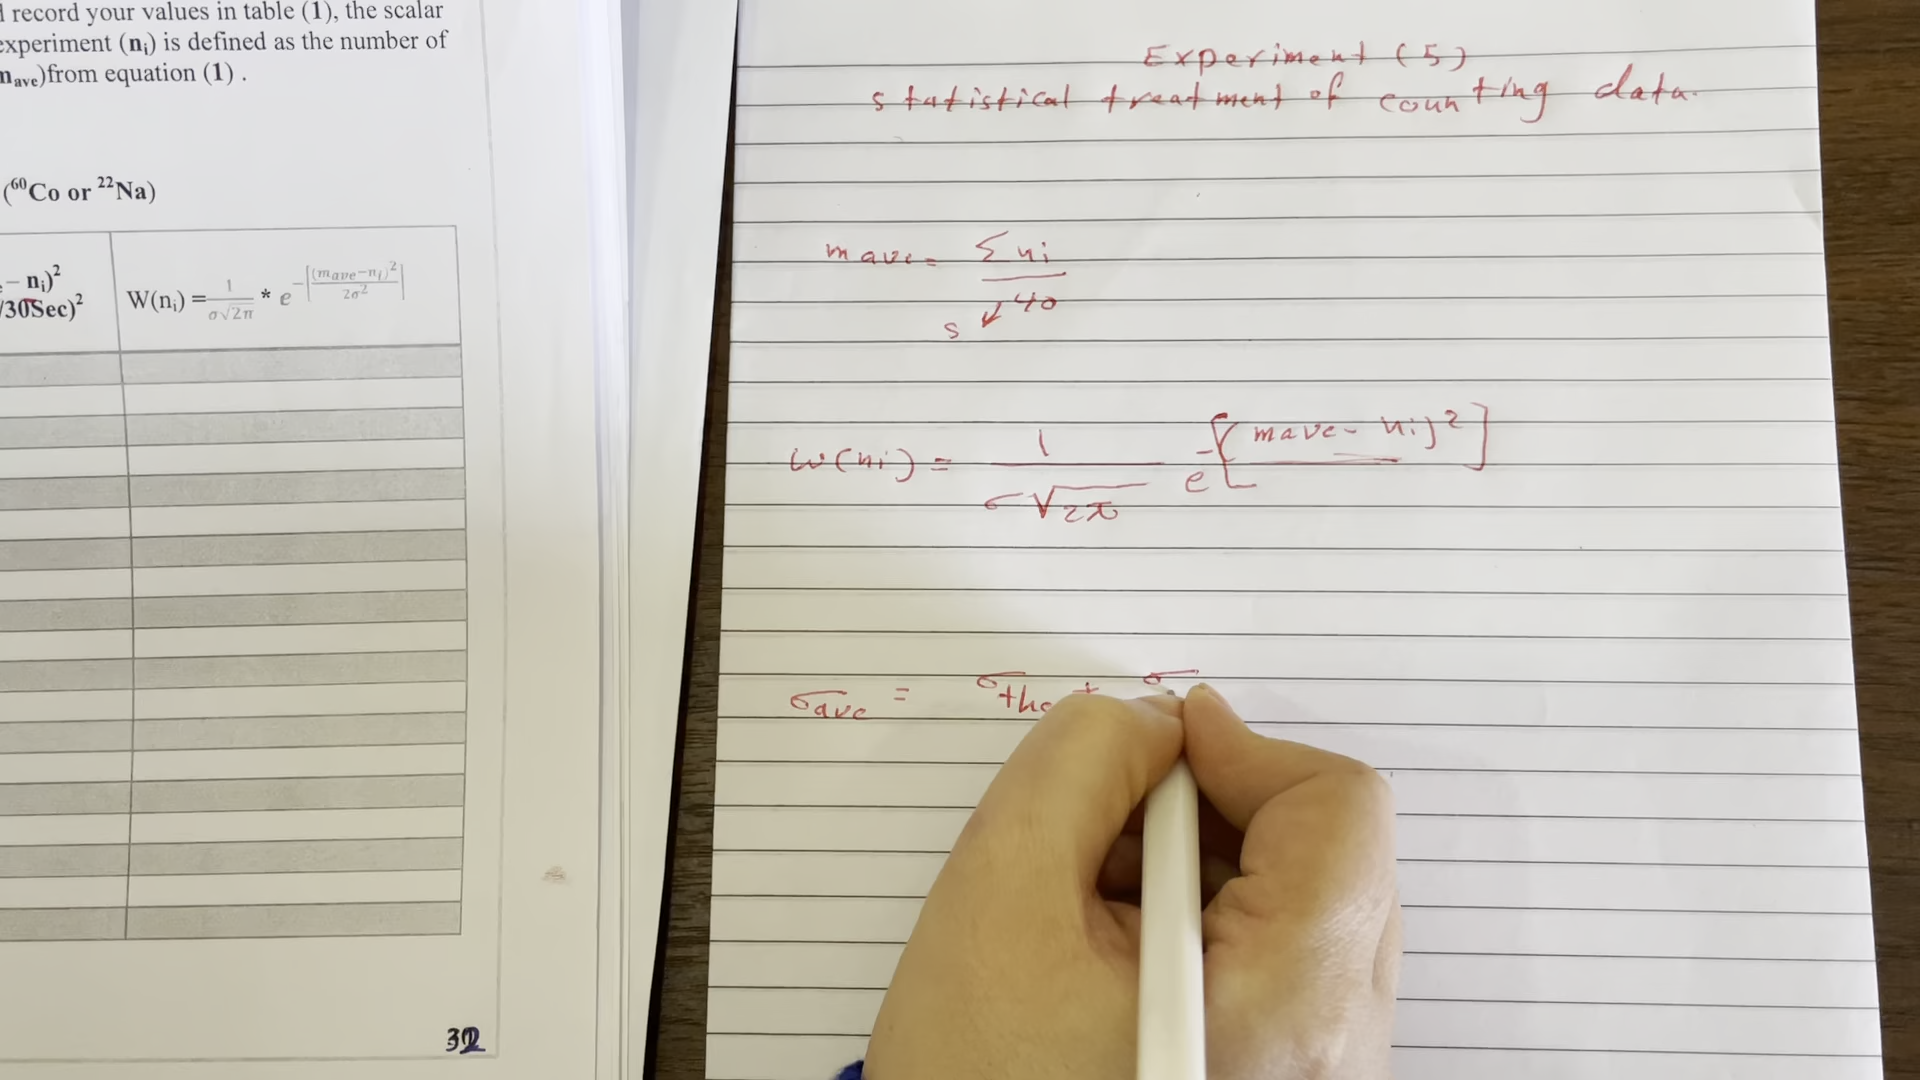 record your values in table (1), the scalar
experiment (nᵢ) is defined as the number of
mave)from equation (1) .
(⁶⁰Co or ²²Na)
– nᵢ)²
/30Sec)²
W(nᵢ) = 1/σ√2π * e^-[(mave−nᵢ)²/2σ²]
32
Experiment (5)
statistical treatment of counting data.
mave = Σni
40
s
w(ni) = 1/σ√2π e^-[(mave - ni)²]
σave = σthe + σ